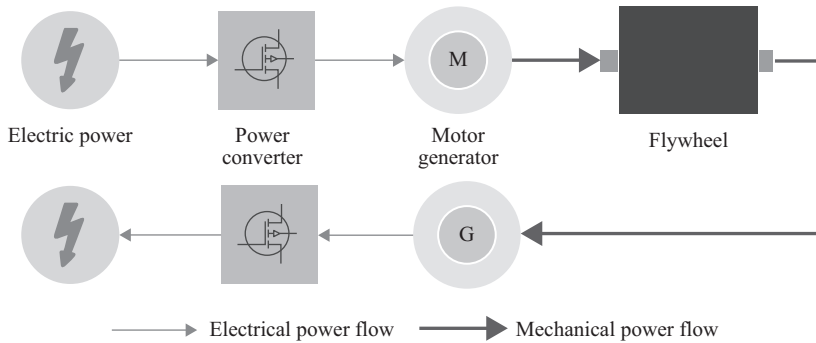 M
Electric power
Power
converter
Motor
generator
Flywheel
G
Electrical power flow
Mechanical power flow